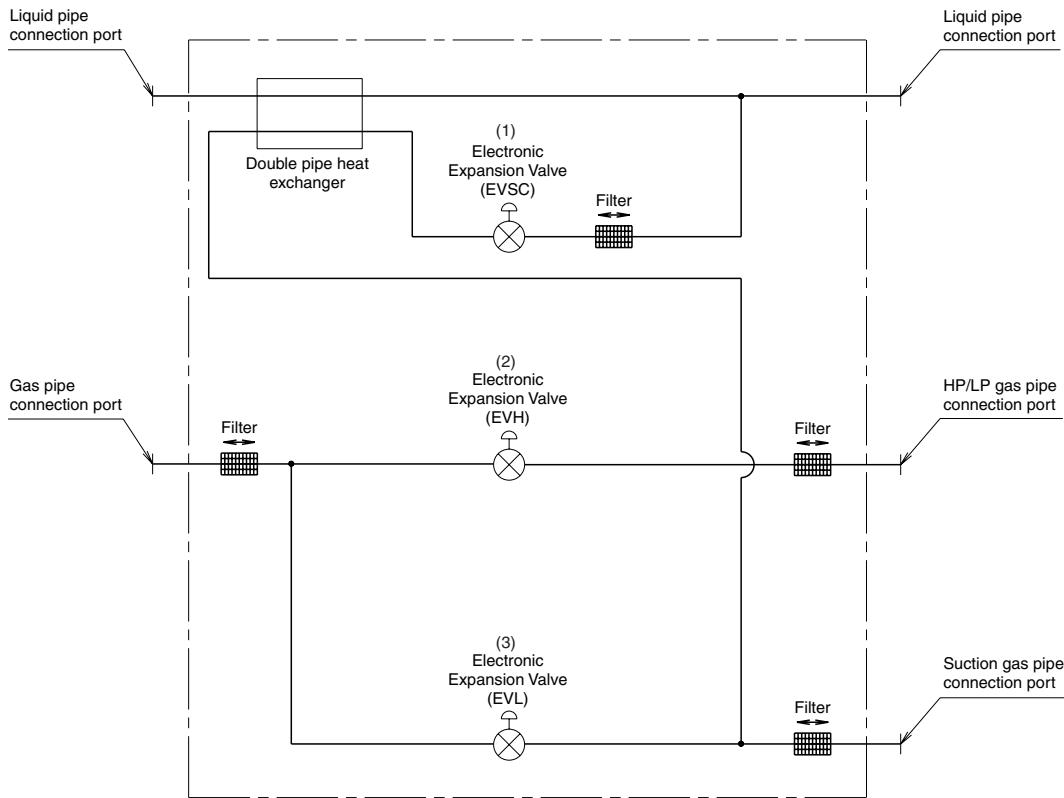 Liquid pipe
connection port
Liquid pipe
connection port
Double pipe heat
exchanger
(1)
Electronic
Expansion Valve
(EVSC)
Filter
Gas pipe
connection port
Filter
(2)
Electronic
Expansion Valve
(EVH)
Filter
HP/LP gas pipe
connection port
(3)
Electronic
Expansion Valve
(EVL)
Filter
Suction gas pipe
connection port